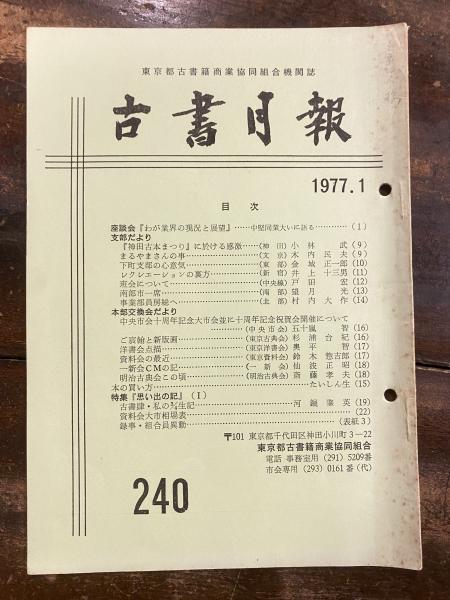 東京都古書籍商業協同組合機関誌
古書月報
1977.1
目次
座談会『わが業界の現況と展望』……中堅同業大いに語る…………(1)
支部だより
『神田古本まつり』に於ける感激……(神田)小林 武(9)
まるやまさんの事……………………(文京)木内民夫(9)
下町支部の心意気……………………(東部)金城正一郎(10)
レクレエーションの裏方……………(新宿)井上十三男(11)
班会について…………………………(中央線)戸田 宏(12)
南部市一席……………………………(南部)望月 光(13)
事業部員房総へ………………………(北部)村内大作(14)
本部交換会だより
中央市会十周年記念大市会並に十周年記念祝賀会開催について
……………………(中央市会)五十嵐 智(16)
ご宸翰と新版画……………………(東京古典会)杉浦台紀(16)
洋書会点描…………………………(東京洋書会)奥平 智(17)
資料会の最近………………………(東京資料会)鈴木惣吉郎(17)
一新会CMの記……………………(一新会)仙波正昭(18)
明治古典会この頃…………………(明治古典会)斎藤孝夫(18)
本の買い方……………………………………たいしん生(15)
特集『思い出の記』(I)
古書肆・私の¾生記……………………………河野肇英(19)
資料会大市相場表………………………………………(22)
録事・組合員異動……………………………………(表紙3)
〒101 東京都千代田区神田小川町3-22
東京都古書籍商業協同組合
電話 事務室用 (291) 5209番
市会専用 (293) 0161番(代)
240